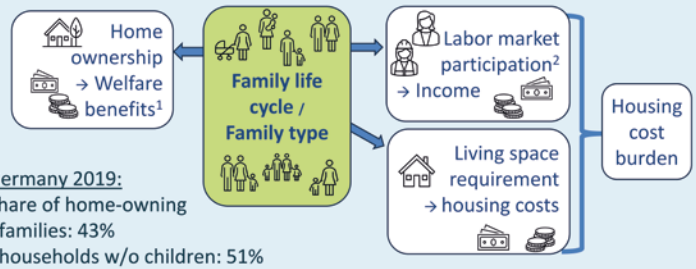 Home
ownership
→ Welfare
benefits¹
Family life
cycle /
Family type
Labor market
participation²
→ Income
Living space
requirement
→ housing costs
Housing
cost
burden
ermany 2019:
hare of home-owning
families: 43%
households w/o children: 51%